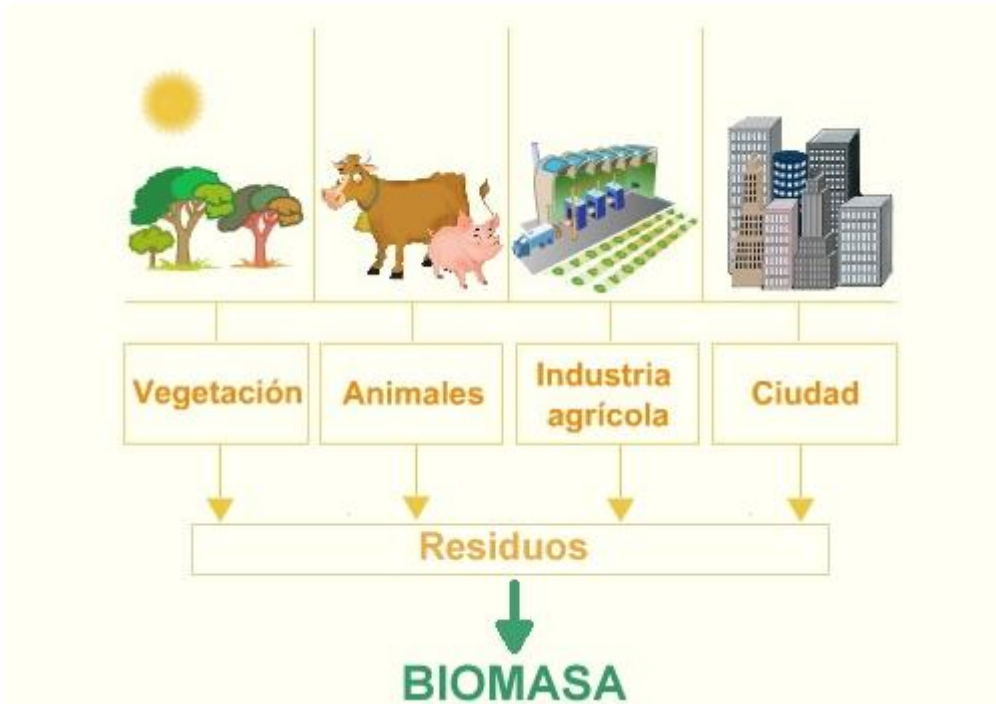 Vegetación
Animales
Industria
agrícola
Ciudad
Residuos
BIOMASA